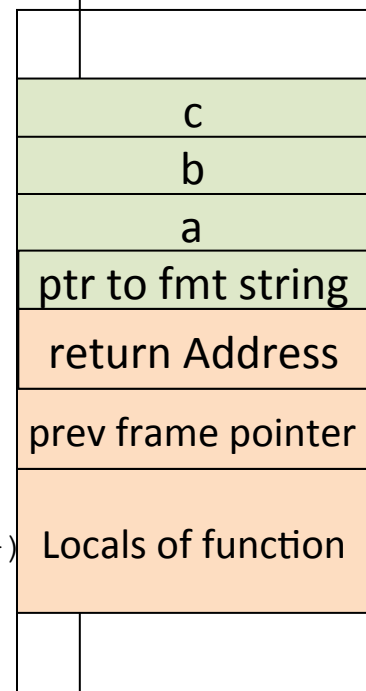 c
b
a
ptr to fmt string
return Address
prev frame pointer
) Locals of function